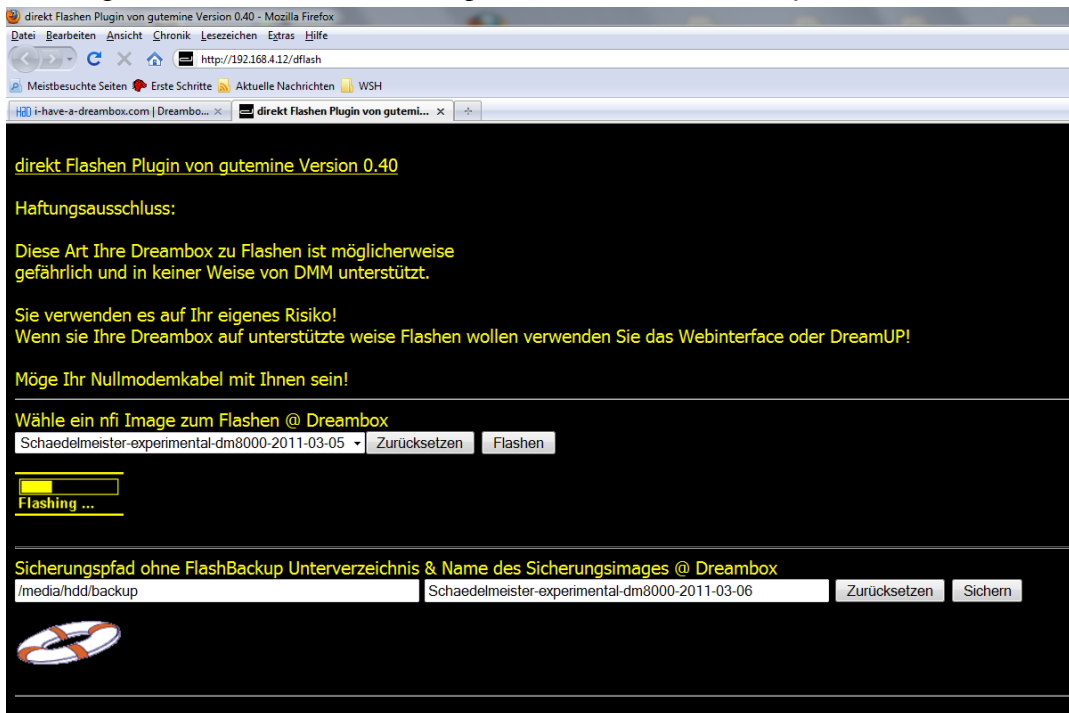 direkt Flashen Plugin von gutemine Version 0.40 - Mozilla Firefox
Datei Bearbeiten Ansicht Chronik Lesezeichen Extras Hilfe
http://192.168.4.12/dflash
Meistbesuchte Seiten Erste Schritte Aktuelle Nachrichten WSH
i-have-a-dreambox.com | Dreambo... direkt Flashen Plugin von gutemi...
direkt Flashen Plugin von gutemine Version 0.40
Haftungsausschluss:
Diese Art Ihre Dreambox zu Flashen ist möglicherweise
gefährlich und in keiner Weise von DMM unterstützt.
Sie verwenden es auf Ihr eigenes Risiko!
Wenn sie Ihre Dreambox auf unterstützte weise Flashen wollen verwenden Sie das Webinterface oder DreamUP!
Möge Ihr Nullmodemkabel mit Ihnen sein!
Wähle ein nfi Image zum Flashen @ Dreambox
Schaedelmeister-experimental-dm8000-2011-03-05 Zurücksetzen Flashen
Flashing ...
Sicherungspfad ohne FlashBackup Unterverzeichnis & Name des Sicherungsimages @ Dreambox
/media/hdd/backup Schaedelmeister-experimental-dm8000-2011-03-06 Zurücksetzen Sichern